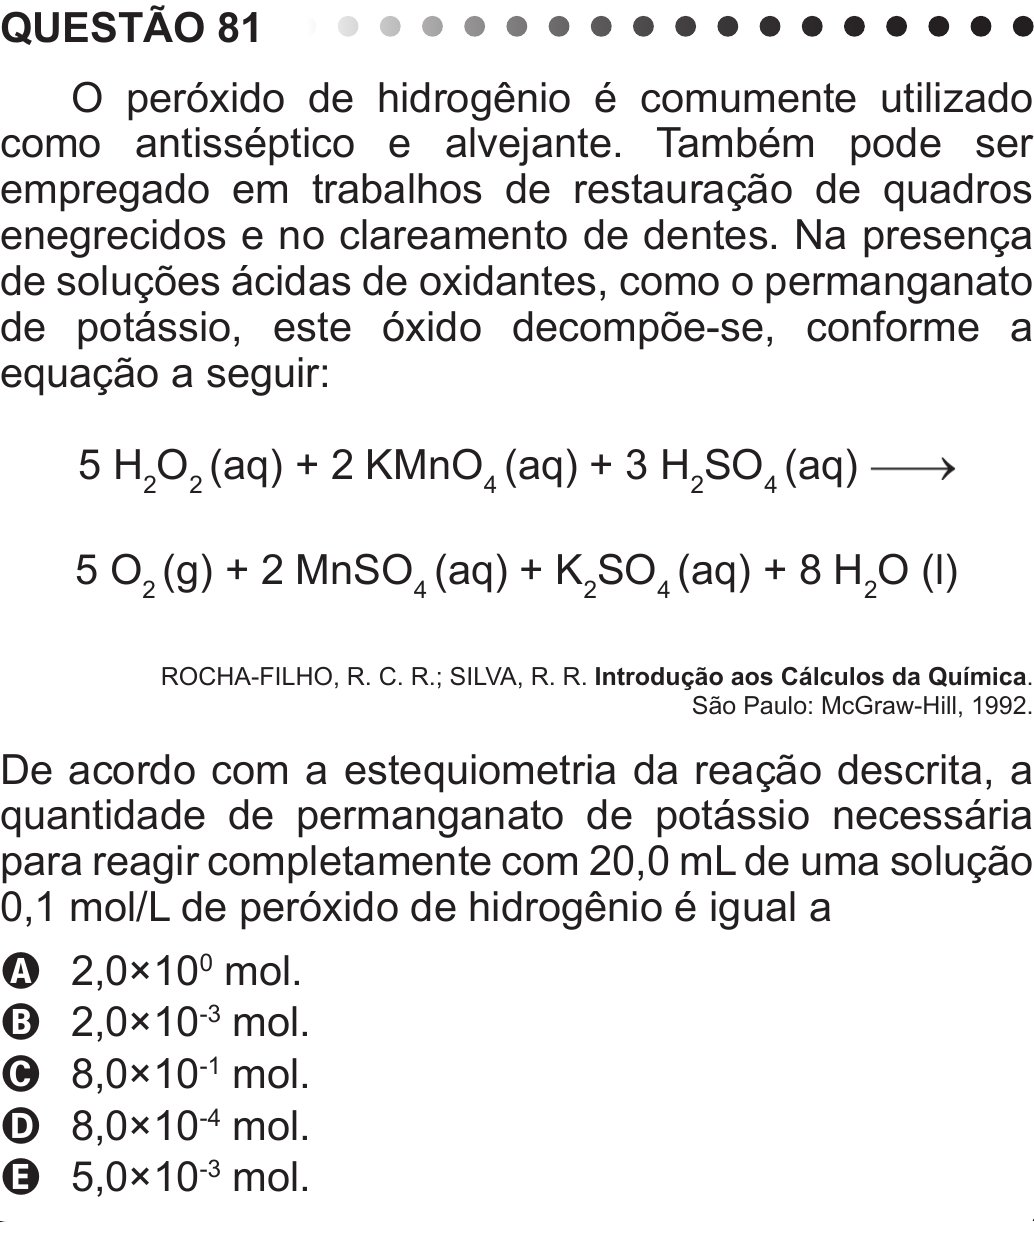 QUESTÃO 81
O peróxido de hidrogênio é comumente utilizado
como antisséptico e alvejante. Também pode ser
empregado em trabalhos de restauração de quadros
enegrecidos e no clareamento de dentes. Na presença
de soluções ácidas de oxidantes, como o permanganato
de potássio, este óxido decompõe-se, conforme a
equação a seguir:
5 H₂O₂ (aq) + 2 KMnO₄ (aq) + 3 H₂SO₄ (aq) ⟶
5 O₂ (g) + 2 MnSO₄ (aq) + K₂SO₄ (aq) + 8 H₂O (l)
ROCHA-FILHO, R. C. R.; SILVA, R. R. Introdução aos Cálculos da Química.
São Paulo: McGraw-Hill, 1992.
De acordo com a estequiometria da reação descrita, a
quantidade de permanganato de potássio necessária
para reagir completamente com 20,0 mL de uma solução
0,1 mol/L de peróxido de hidrogênio é igual a
A 2,0×10⁰ mol.
B 2,0×10⁻³ mol.
C 8,0×10⁻¹ mol.
D 8,0×10⁻⁴ mol.
E 5,0×10⁻³ mol.